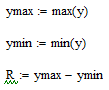 ymax := max(y)
ymin := min(y)
R := ymax − ymin